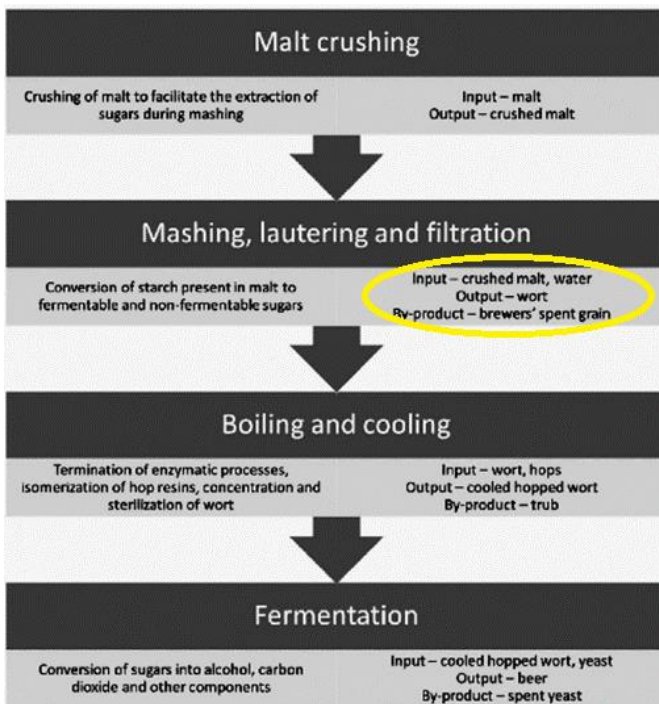 Malt crushing
Crushing of malt to facilitate the extraction of
sugars during mashing
Input – malt
Output – crushed malt
Mashing, lautering and filtration
Conversion of starch present in malt to
fermentable and non-fermentable sugars
Input – crushed malt, water
Output – wort
By-product – brewers' spent grain
Boiling and cooling
Termination of enzymatic processes,
isomerization of hop resins, concentration and
sterilization of wort
Input – wort, hops
Output – cooled hopped wort
By-product – trub
Fermentation
Conversion of sugars into alcohol, carbon
dioxide and other components
Input – cooled hopped wort, yeast
Output – beer
By-product – spent yeast